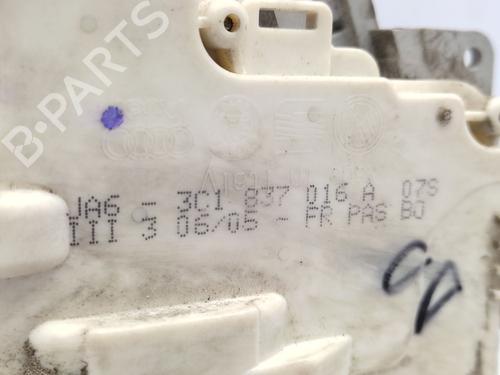 B-PARTS
JA6 - 3C1 837 016 A 07S
III 3 06/05 - FR PAS BO